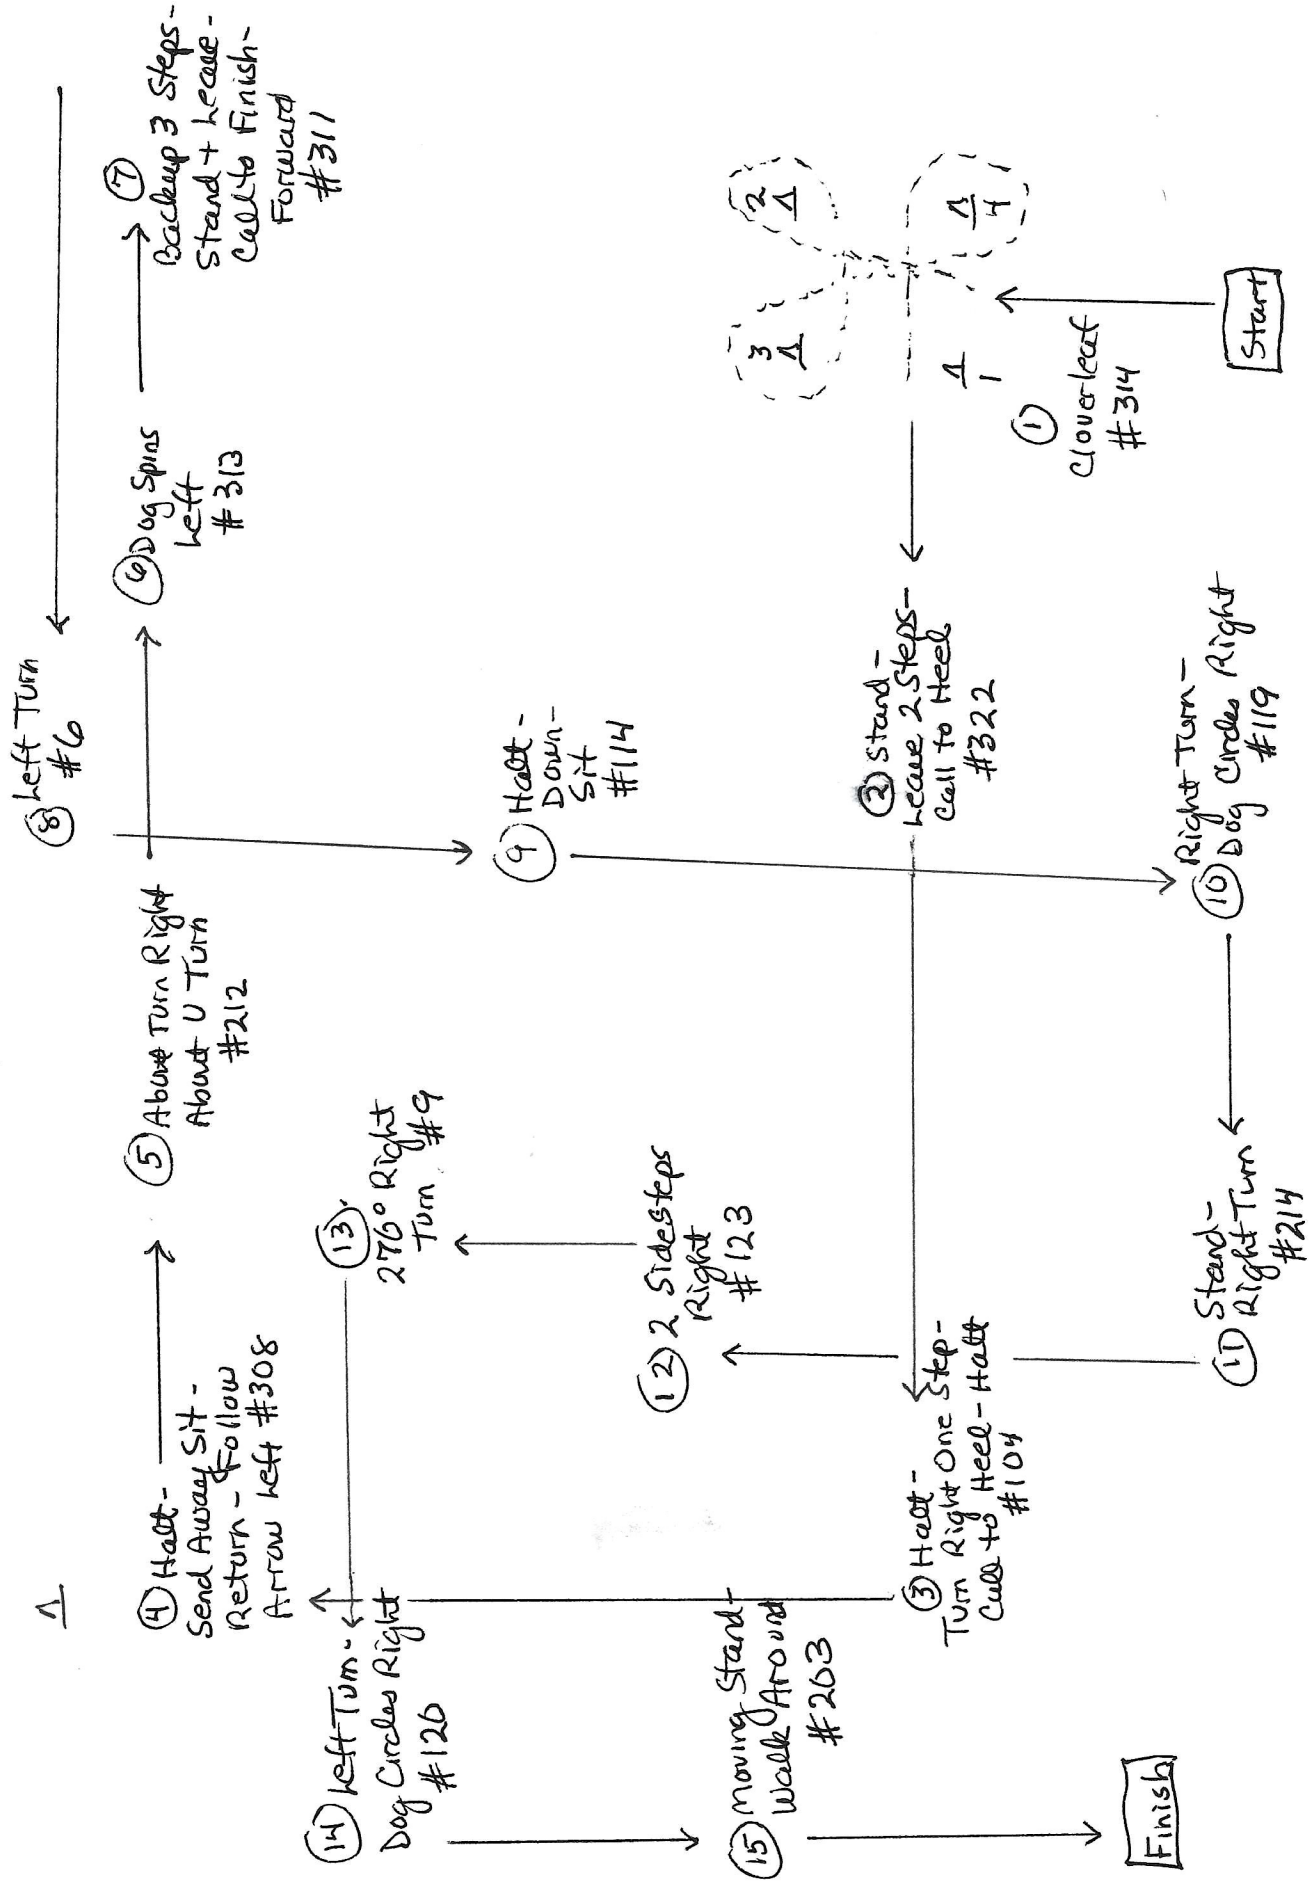 Start
①
Cloverleaf
#314
1
2
3
4
② Stand-
Leave 2 Steps-
Call to Heel
#322
③ Halt-
Turn Right One Step-
Call to Heel-Halt
#104
④ Halt-
Send Away Sit-
Return-Follow
Arrow Left #308
⑤ About Turn Right
About U Turn
#212
⑥ Dog Spins
Left
#313
⑦
Backup 3 Steps-
Stand + Leave-
Call to Finish-
Forward
#311
⑧ Left Turn
#6
⑨ Halt-
Down-
Sit
#114
Right Turn-
⑩ Dog Circles Right
#119
⑪ Stand-
Right Turn
#214
⑫ 2 Sidesteps
Right
#123
⑬
270° Right
Turn #9
⑭ Left Turn-
Dog Circles Right
#120
⑮ Moving Stand-
Walk Around
#203
Finish